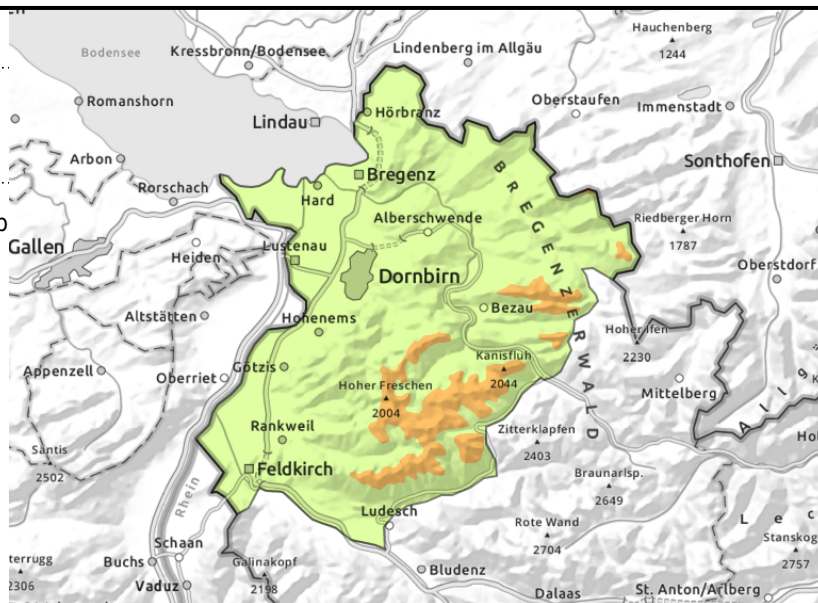 Hauchenberg
1244
Bodensee
Kressbronn/Bodensee
Lindenberg im Allgäu
Romanshorn
Oberstaufen
Immenstadt
Hörbranz
Lindau
Arbon
Sonthofen
Bregenz
Rorschach
Hard
Alberschwende
Riedberger Horn
1787
Gallen
Heiden
Lustenau
Oberstdorf
Dornbirn
BREGENZERWALD
Bezau
Altstätten
Hohenems
Hoher Ifen
2230
Kanisfluh
2044
Appenzell
Götzis
Oberriet
Hoher Freschen
2004
Mittelberg
Rankweil
Zitterklapfen
2403
Säntis
2502
Feldkirch
Braunarlsp.
2649
Rhein
Ludesch
Rote Wand
2704
Schaan
Buchs
Galinakopf
2198
Bludenz
2757
Vaduz
2306
Dalaas
St. Anton/Arlberg